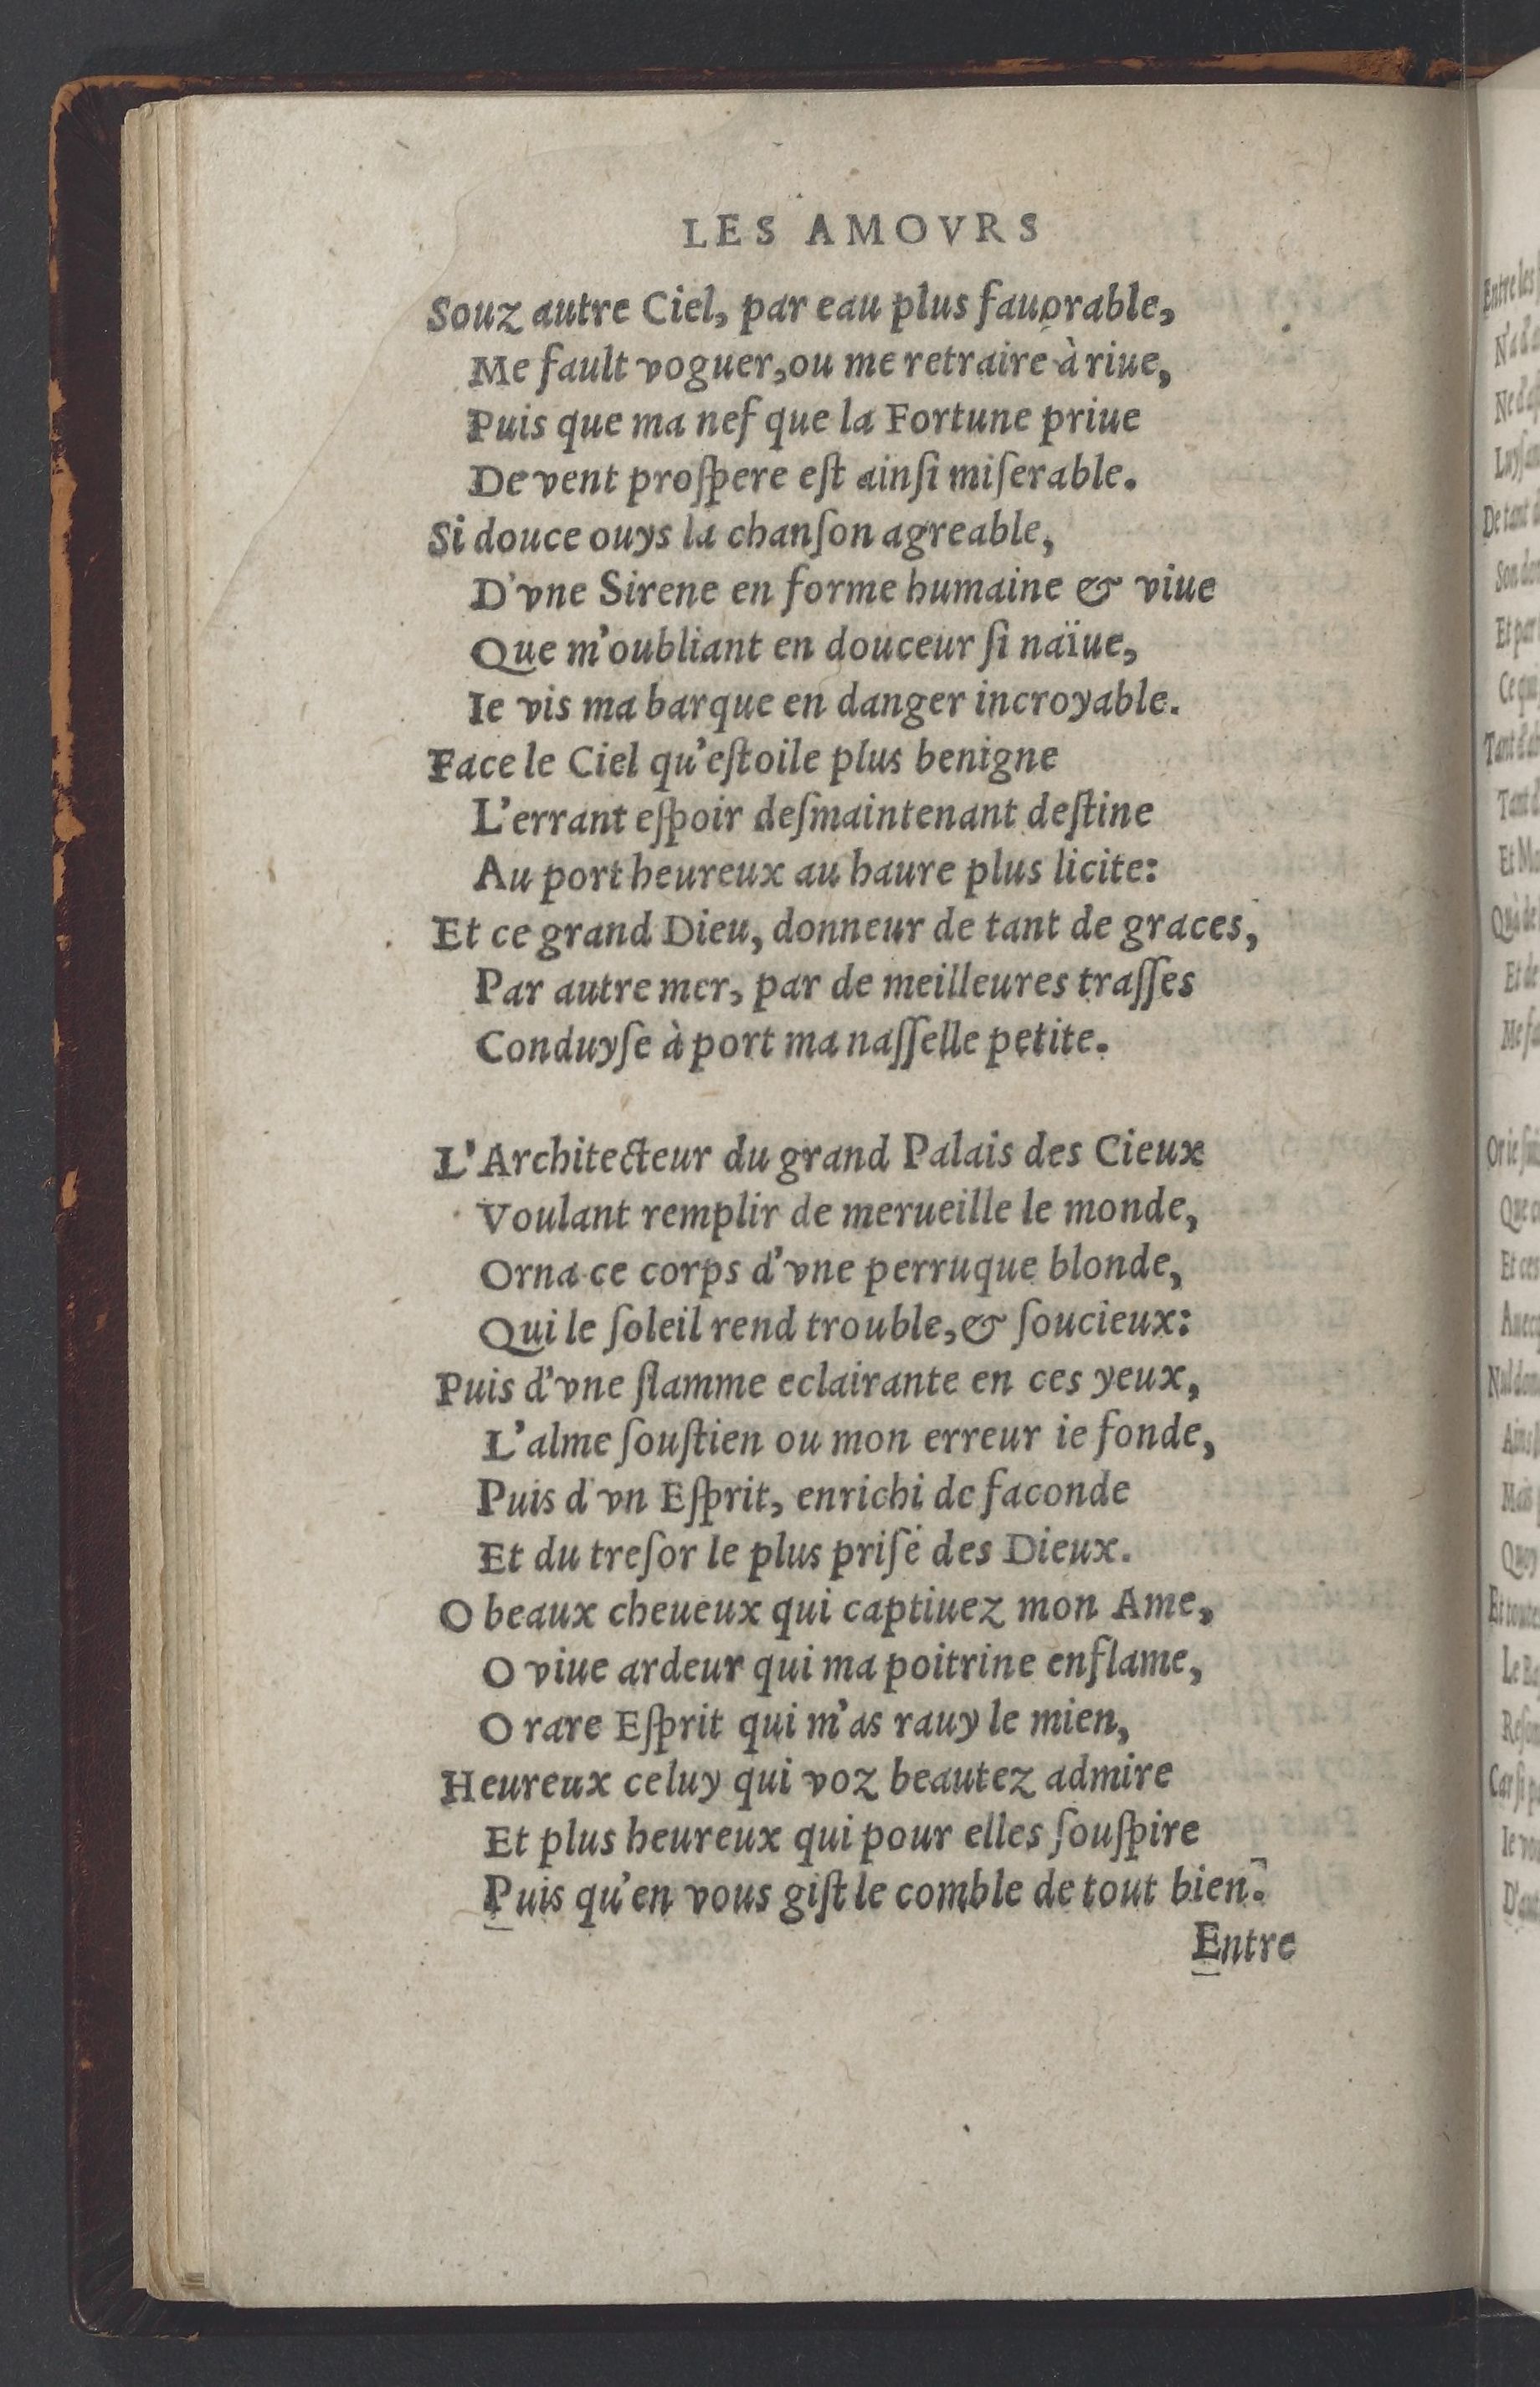 LES AMOVRS
Souz autre Ciel, par eau plus fauorable,
Me fault voguer, ou me retraire à riue,
Puis que ma nef que la Fortune priue
De vent proſpere eſt ainſi miſerable.
Si douce ouys la chanſon agreable,
D'vne Sirene en forme humaine & viue
Que m'oubliant en douceur ſi naïue,
Ie vis ma barque en danger incroyable.
Face le Ciel qu'eſtoile plus benigne
L'errant eſpoir deſmaintenant deſtine
Au port heureux au haure plus licite:
Et ce grand Dieu, donneur de tant de graces,
Par autre mer, par de meilleures traſſes
Conduyſe à port ma naſſelle petite.
L'Architecteur du grand Palais des Cieux
Voulant remplir de merueille le monde,
Orna ce corps d'vne perruque blonde,
Qui le ſoleil rend trouble, & ſoucieux:
Puis d'vne flamme eclairante en ces yeux,
L'alme ſouſtien ou mon erreur ie fonde,
Puis d'vn Eſprit, enrichi de faconde
Et du treſor le plus priſé des Dieux.
O beaux cheueux qui captiuez mon Ame,
O viue ardeur qui ma poitrine enflame,
O rare Eſprit qui m'as rauy le mien,
Heureux celuy qui voz beautez admire
Et plus heureux qui pour elles ſouſpire
Puis qu'en vous giſt le comble de tout bien.
Entre